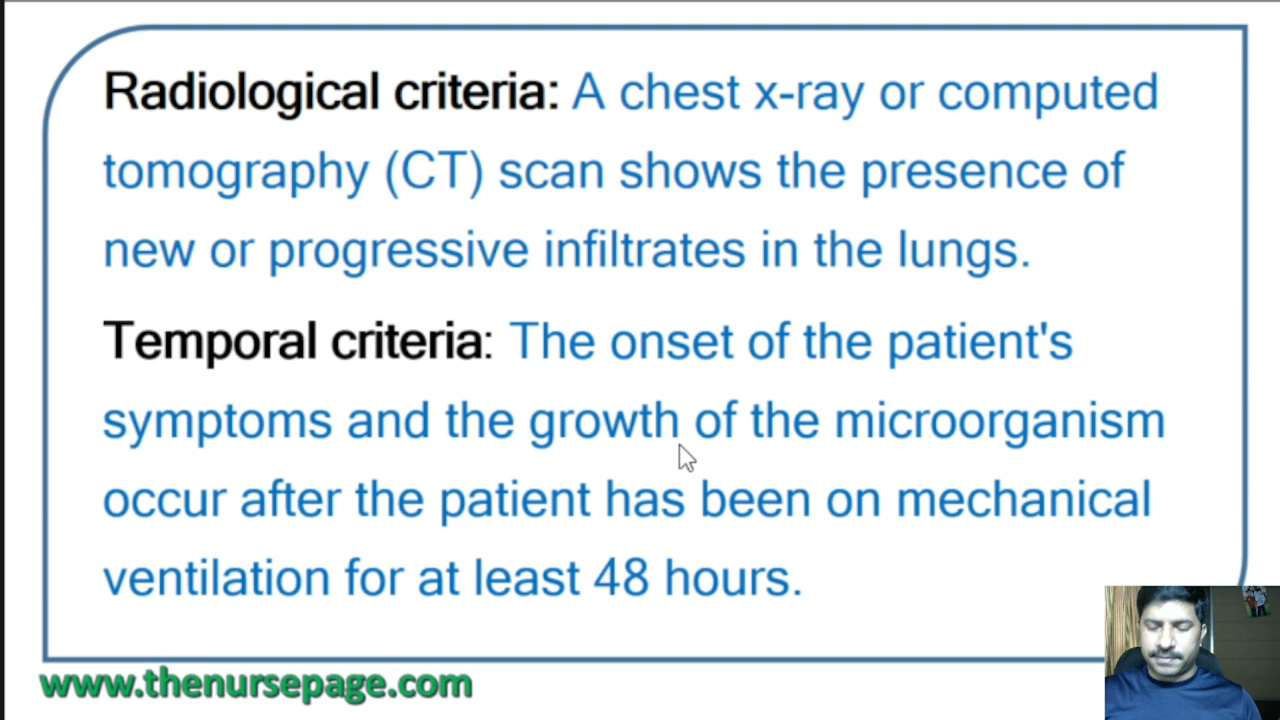 Radiological criteria: A chest x-ray or computed
tomography (CT) scan shows the presence of
new or progressive infiltrates in the lungs.
Temporal criteria: The onset of the patient's
symptoms and the growth of the microorganism
occur after the patient has been on mechanical
ventilation for at least 48 hours.
www.thenursepage.com